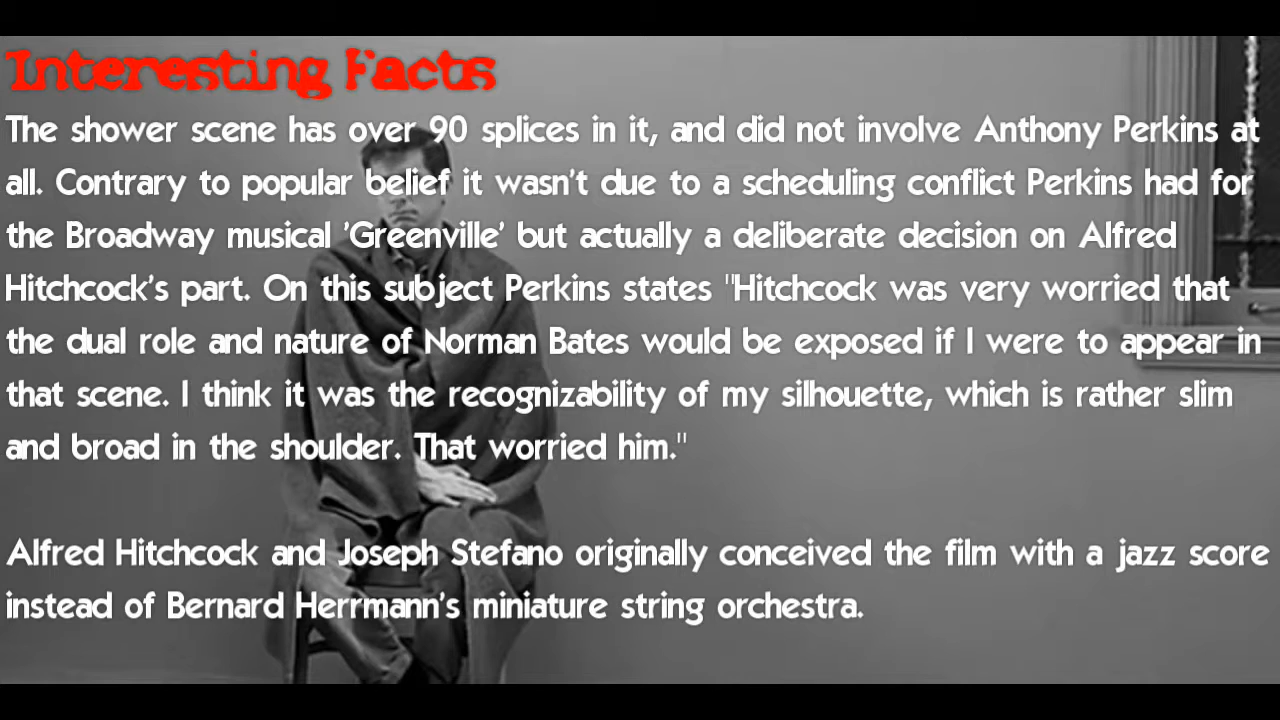 Interesting Facts
The shower scene has over 90 splices in it, and did not involve Anthony Perkins at
all. Contrary to popular belief it wasn't due to a scheduling conflict Perkins had for
the Broadway musical 'Greenville' but actually a deliberate decision on Alfred
Hitchcock's part. On this subject Perkins states "Hitchcock was very worried that
the dual role and nature of Norman Bates would be exposed if I were to appear in
that scene. I think it was the recognizability of my silhouette, which is rather slim
and broad in the shoulder. That worried him."
Alfred Hitchcock and Joseph Stefano originally conceived the film with a jazz score
instead of Bernard Herrmann's miniature string orchestra.